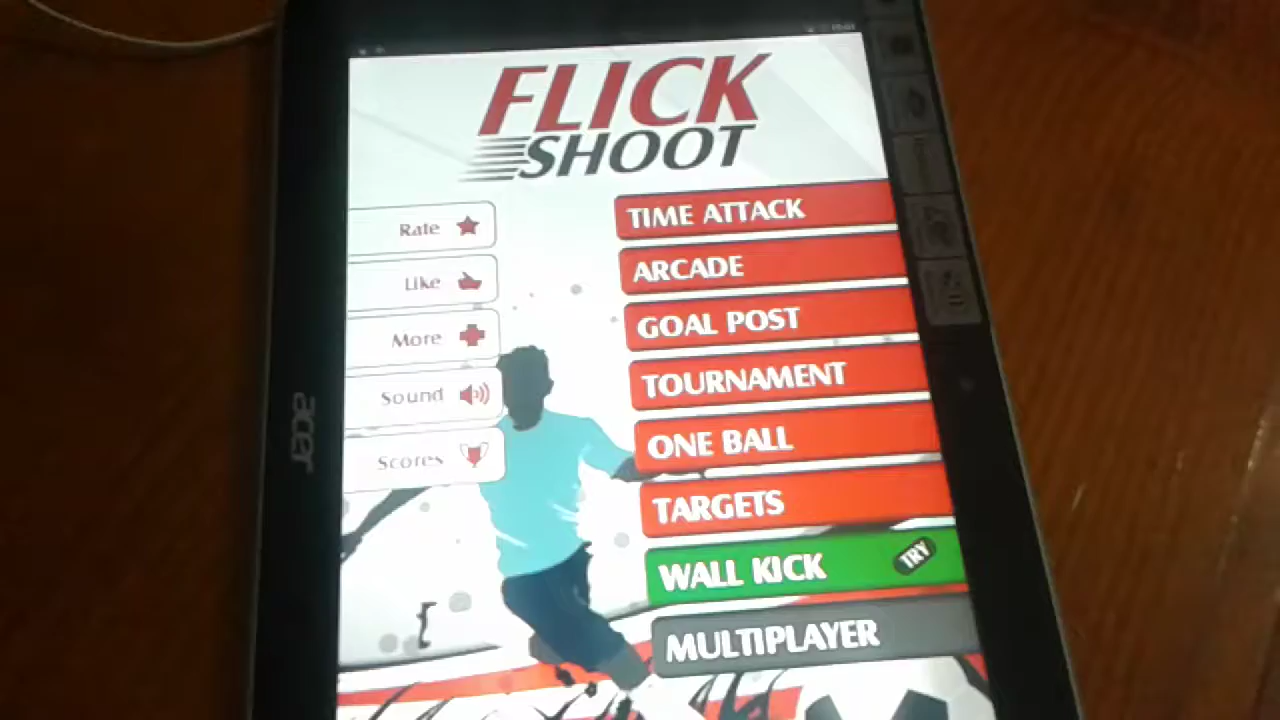 FLICK
SHOOT
Rate
Like
More
Sound
Scores
TIME ATTACK
ARCADE
GOAL POST
TOURNAMENT
ONE BALL
TARGETS
WALL KICK
TRY
MULTIPLAYER
acer